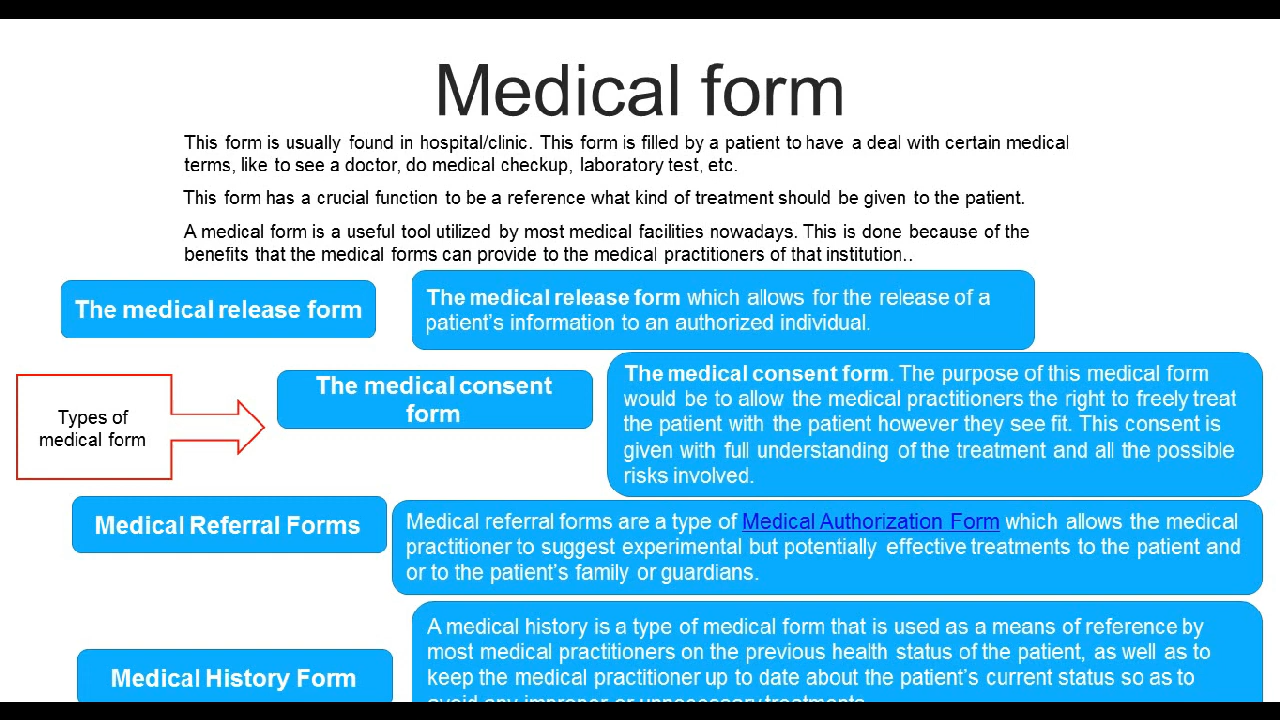 Medical form
This form is usually found in hospital/clinic. This form is filled by a patient to have a deal with certain medical
terms, like to see a doctor, do medical checkup, laboratory test, etc.
This form has a crucial function to be a reference what kind of treatment should be given to the patient.
A medical form is a useful tool utilized by most medical facilities nowadays. This is done because of the
benefits that the medical forms can provide to the medical practitioners of that institution..
The medical release form
The medical release form which allows for the release of a
patient's information to an authorized individual.
Types of
medical form
The medical consent
form
The medical consent form. The purpose of this medical form
would be to allow the medical practitioners the right to freely treat
the patient with the patient however they see fit. This consent is
given with full understanding of the treatment and all the possible
risks involved.
Medical Referral Forms
Medical referral forms are a type of Medical Authorization Form which allows the medical
practitioner to suggest experimental but potentially effective treatments to the patient and
or to the patient's family or guardians.
Medical History Form
A medical history is a type of medical form that is used as a means of reference by
most medical practitioners on the previous health status of the patient, as well as to
keep the medical practitioner up to date about the patient's current status so as to
avoid any improper or unnecessary treatments.